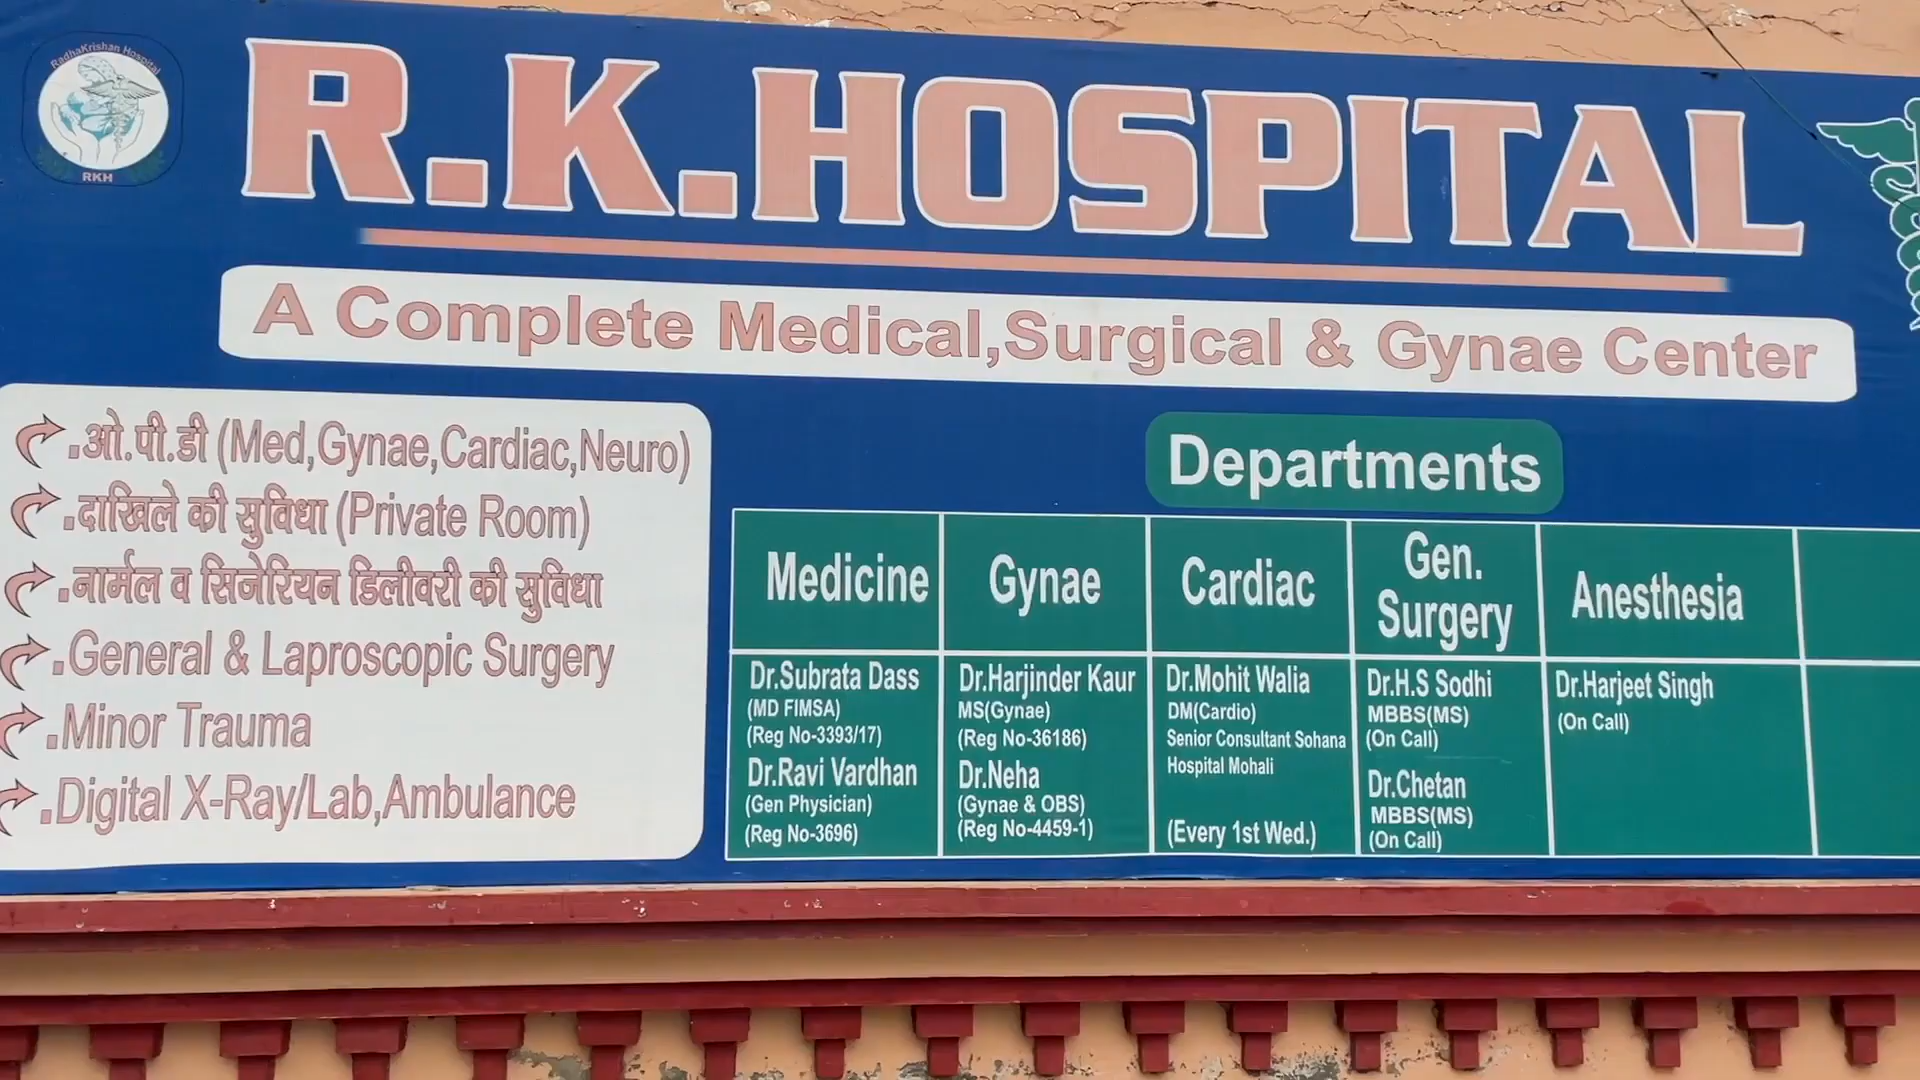 RadhaKrishan Hospital
RKH
R.K.HOSPITAL
A Complete Medical,Surgical & Gynae Center
.ओ.पी.डी (Med,Gynae,Cardiac,Neuro)
.दाखिले की सुविधा (Private Room)
.नार्मल व सिजेरियन डिलीवरी की सुविधा
.General & Laproscopic Surgery
.Minor Trauma
.Digital X-Ray/Lab,Ambulance
Departments
Medicine
Dr.Subrata Dass
(MD FIMSA)
(Reg No-3393/17)
Dr.Ravi Vardhan
(Gen Physician)
(Reg No-3696)
Gynae
Dr.Harjinder Kaur
MS(Gynae)
(Reg No-36186)
Dr.Neha
(Gynae & OBS)
(Reg No-4459-1)
Cardiac
Dr.Mohit Walia
DM(Cardio)
Senior Consultant Sohana
Hospital Mohali
(Every 1st Wed.)
Gen.
Surgery
Dr.H.S Sodhi
MBBS(MS)
(On Call)
Dr.Chetan
MBBS(MS)
(On Call)
Anesthesia
Dr.Harjeet Singh
(On Call)